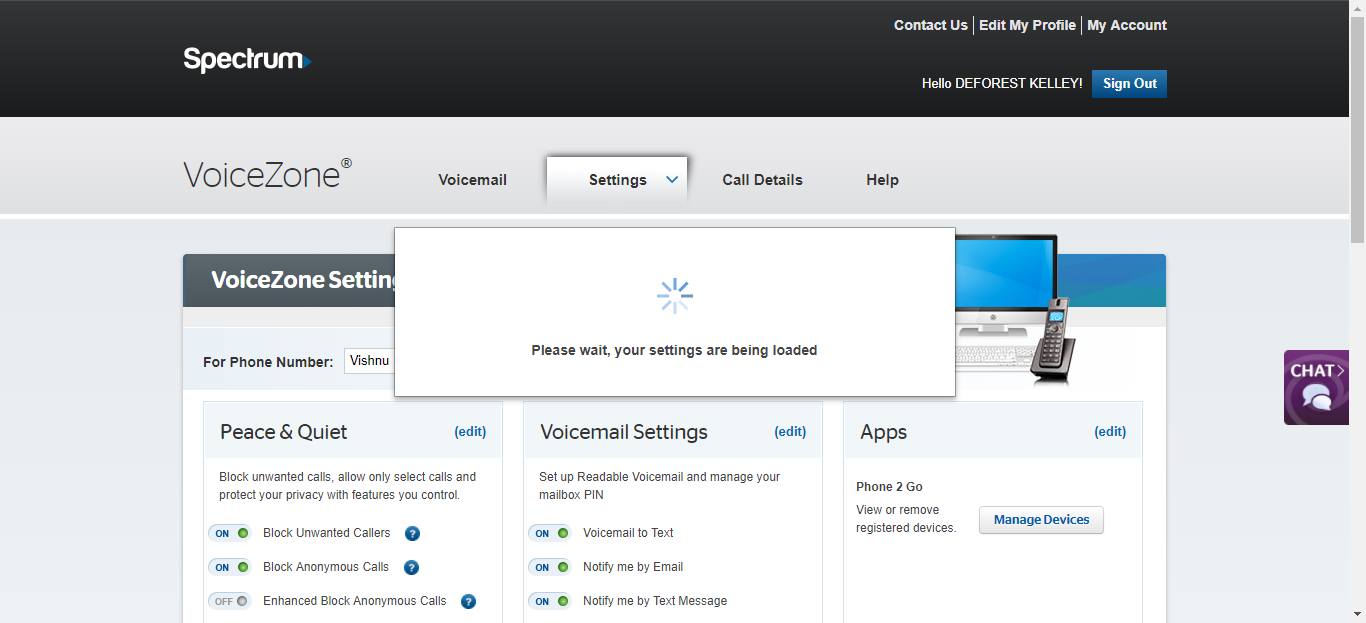 Contact Us Edit My Profile My Account
Spectrum
Hello DEFOREST KELLEY! Sign Out
VoiceZone®
Voicemail Settings Call Details Help
VoiceZone Setting
Please wait, your settings are being loaded
For Phone Number: Vishnu
CHAT
Peace & Quiet (edit)
Block unwanted calls, allow only select calls and
protect your privacy with features you control.
ON Block Unwanted Callers ?
ON Block Anonymous Calls ?
OFF Enhanced Block Anonymous Calls ?
Voicemail Settings (edit)
Set up Readable Voicemail and manage your
mailbox PIN
ON Voicemail to Text
ON Notify me by Email
ON Notify me by Text Message
Apps (edit)
Phone 2 Go
View or remove
registered devices.
Manage Devices